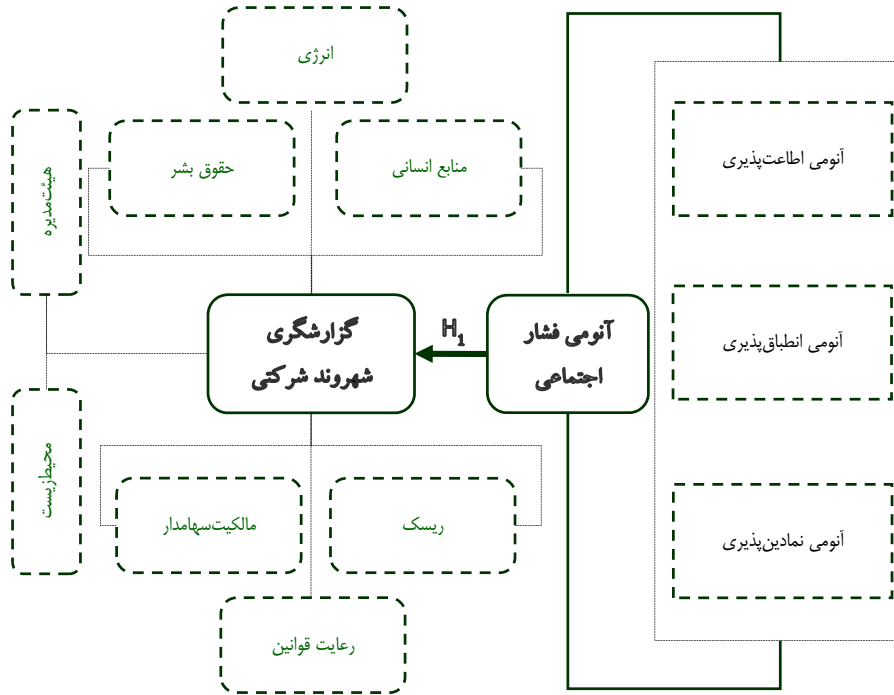 انرژی
حقوق بشر
منابع انسانی
هیئت‌مدیره
آنومی اطاعت‌پذیری
گزارشگری
شهروند شرکتی
H1
آنومی فشار
اجتماعی
آنومی انطباق‌پذیری
محیط‌زیست
مالکیت‌سهامدار
ریسک
آنومی نمادین‌پذیری
رعایت قوانین